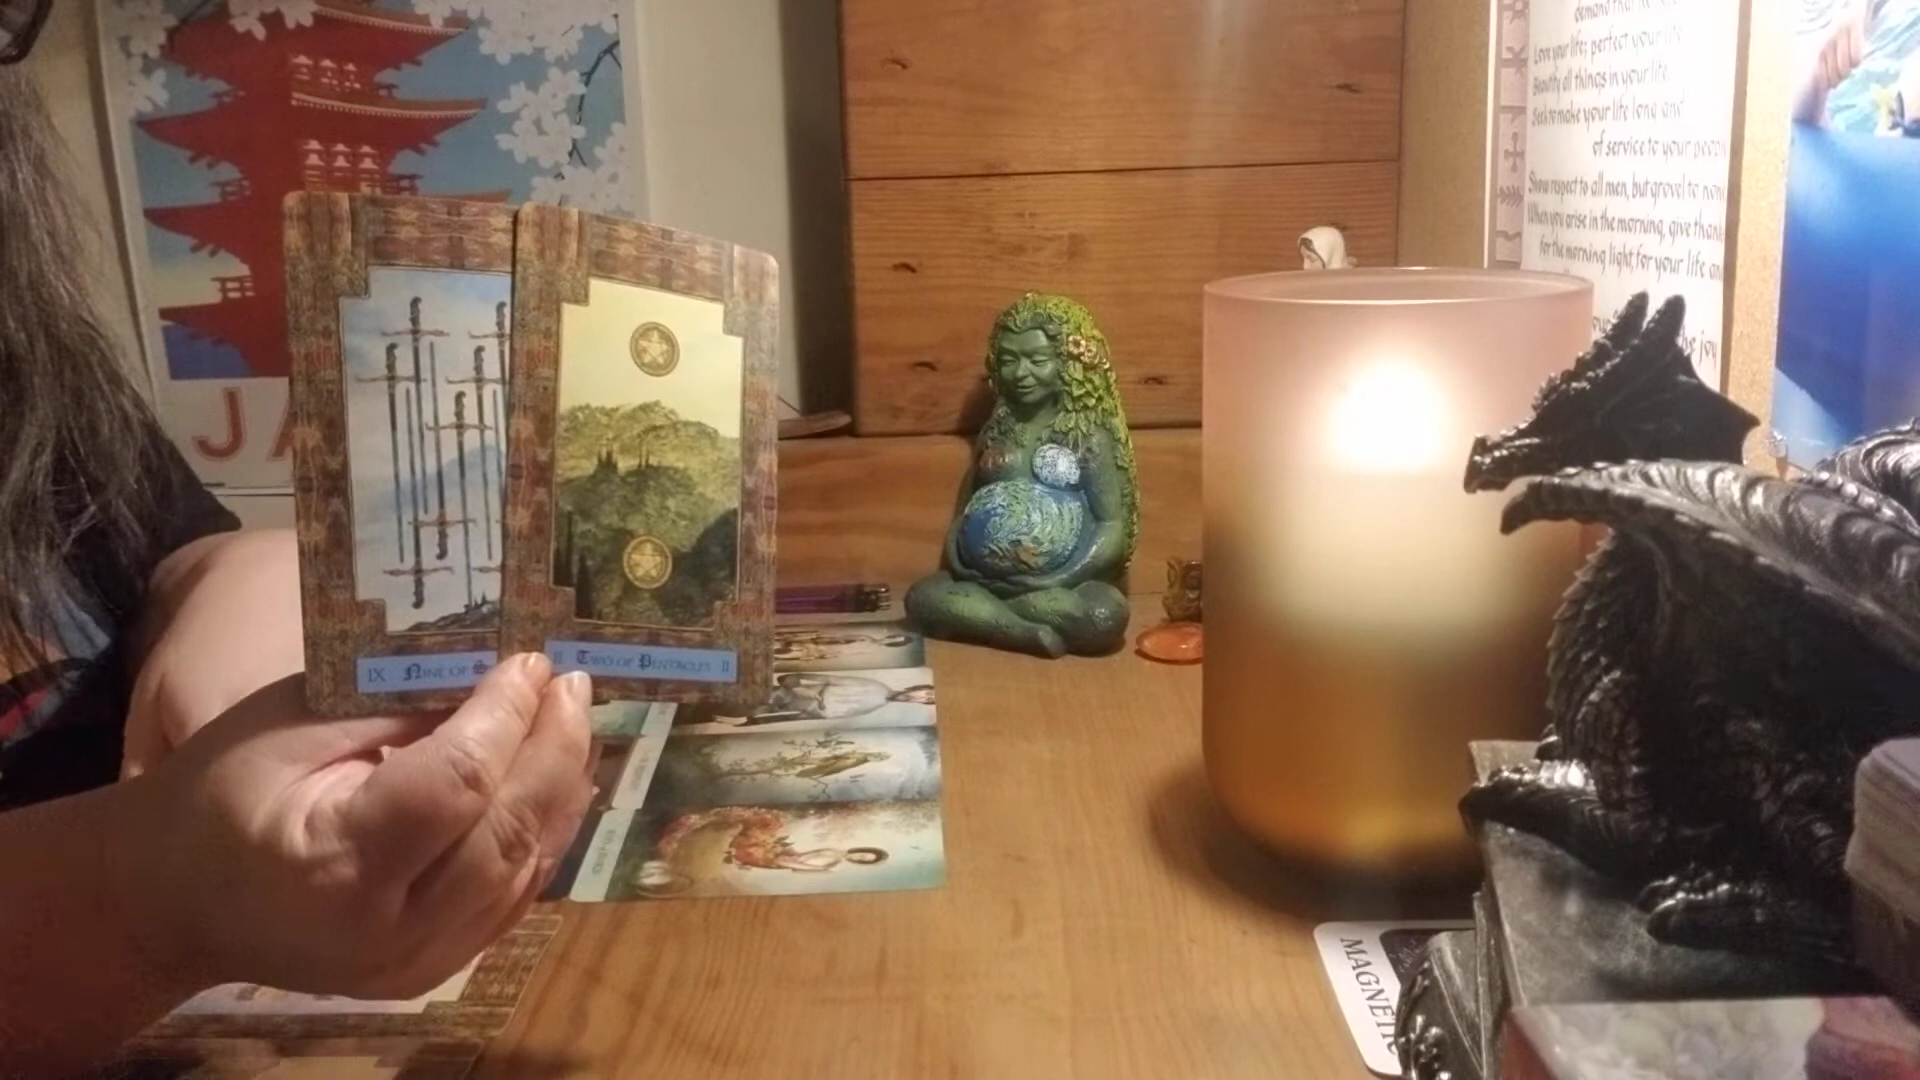 demand that
Love your life; perfect your life
Beautify all things in your life.
Seek to make your life long and
of service to your people
Show respect to all men, but grovel to none
When you arise in the morning, give thanks
for the morning light, for your life and
the joy
JA
IX NINE OF S
II TWO OF PENTACLES II
MAGNETIC